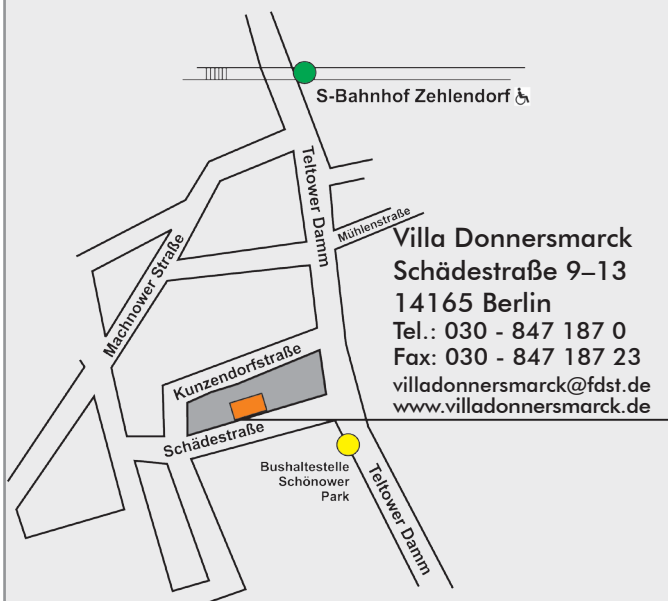 S-Bahnhof Zehlendorf
Teltower Damm
Mühlenstraße
Machnower Straße
Villa Donnersmarck
Schädestraße 9–13
14165 Berlin
Tel.: 030 - 847 187 0
Fax: 030 - 847 187 23
villadonnersmarck@fdst.de
www.villadonnersmarck.de
Kunzendorfstraße
Schädestraße
Bushaltestelle
Schönower
Park
Teltower Damm